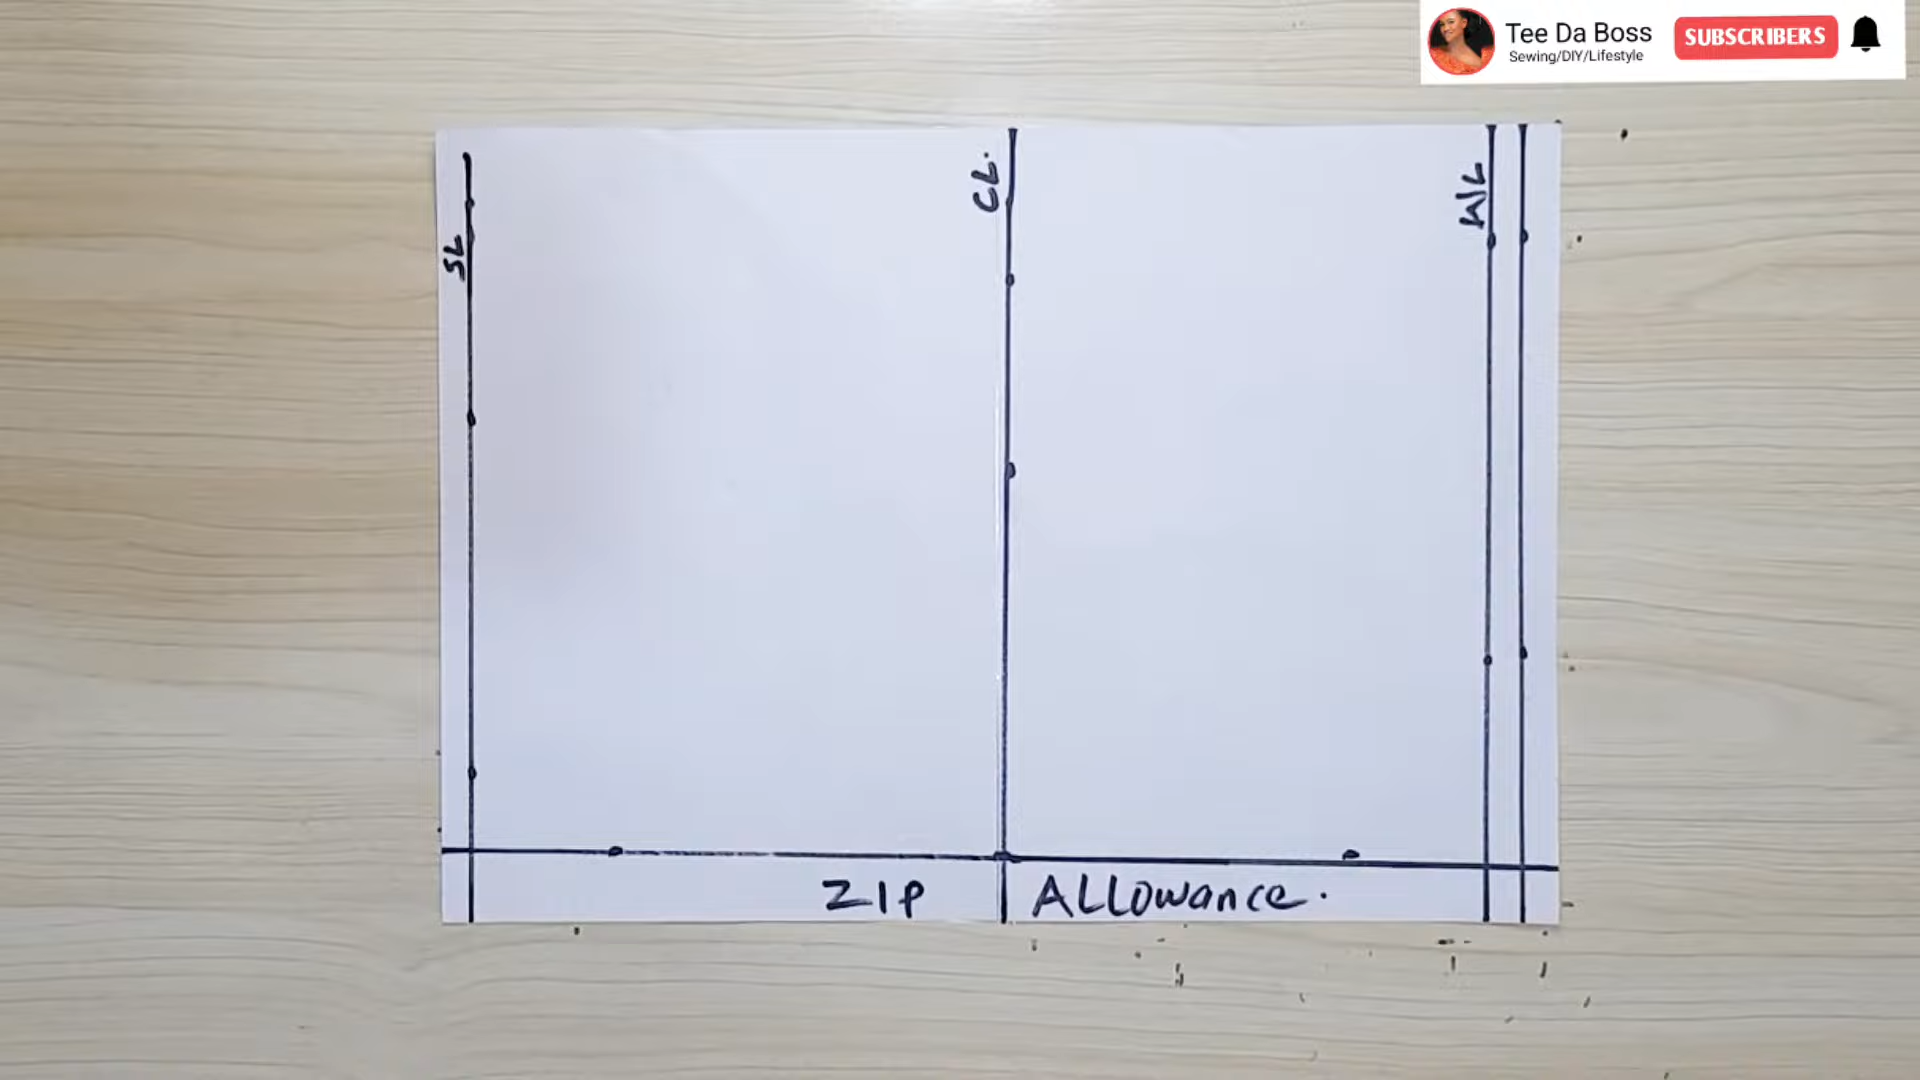 Tee Da Boss
SUBSCRIBERS
Sewing/DIY/Lifestyle
SL
CL.
W/L
ZIP ALLowance.